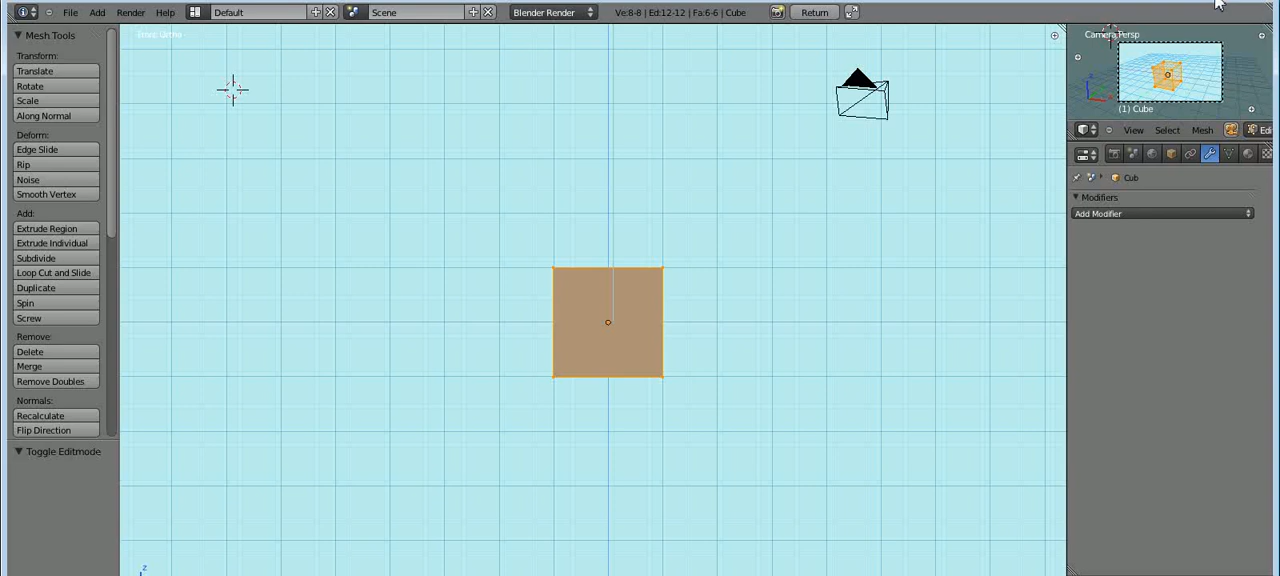 File Add Render Help Default Scene Blender Render Ve:8-8 | Ed:12-12 | Fa:6-6 | Cube Return
Mesh Tools
Transform:
Translate
Rotate
Scale
Along Normal
Deform:
Edge Slide
Rip
Noise
Smooth Vertex
Add:
Extrude Region
Extrude Individual
Subdivide
Loop Cut and Slide
Duplicate
Spin
Screw
Remove:
Delete
Merge
Remove Doubles
Normals:
Recalculate
Flip Direction
Toggle Editmode
z
Camera Persp
z
(1) Cube
View Select Mesh Edi
Cub
Modifiers
Add Modifier